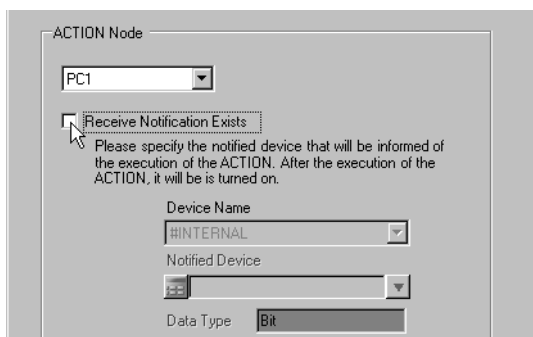 ACTION Node
PC1
Receive Notification Exists
Please specify the notified device that will be informed of
the execution of the ACTION. After the execution of the
ACTION, it will be is turned on.
Device Name
#INTERNAL
Notified Device
Data Type Bit